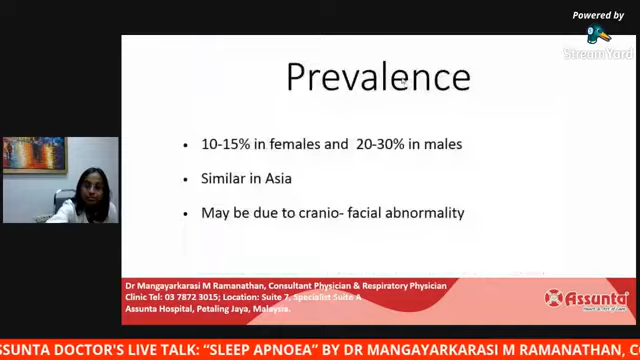 Powered by
StreamYard
Prevalence
• 10-15% in females and 20-30% in males
• Similar in Asia
• May be due to cranio- facial abnormality
Dr Mangayarkarasi M Ramanathan, Consultant Physician & Respiratory Physician
Clinic Tel: 03 7872 3015; Location: Suite 7, Specialist Suite A
Assunta Hospital, Petaling Jaya, Malaysia.
Assunta
SSUNTA DOCTOR'S LIVE TALK: “SLEEP APNOEA” BY DR MANGAYARKARASI M RAMANATHAN, C